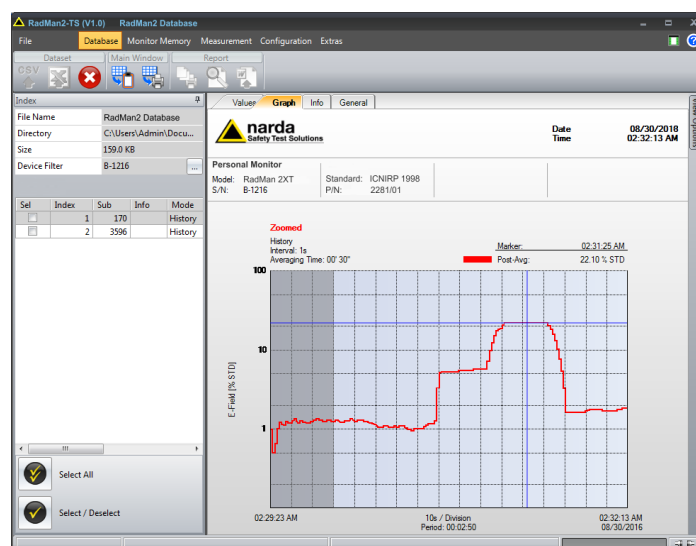 RadMan2-TS (V1.0) RadMan2 Database
File Database Monitor Memory Measurement Configuration Extras
Dataset Main Window Report
CSV
Index
File Name RadMan2 Database
Directory C:\Users\Admin\Docu...
Size 159.0 KB
Device Filter B-1216 ...
Sel Index Sub Info Mode
1 170 History
2 3596 History
Select All
Select / Deselect
Values Graph Info General
View Options
narda
Safety Test Solutions
Date 08/30/2016
Time 02:32:13 AM
Personal Monitor
Model: RadMan 2XT Standard: ICNIRP 1998
S/N: B-1216 P/N: 2281/01
Zoomed
History
Interval: 1s
Averaging Time: 00' 30"
Marker: 02:31:25 AM
Post-Avg: 22.10 % STD
100
10
1
E-Field [% STD]
02:29:23 AM 10s / Division 02:32:13 AM
Period: 00:02:50 08/30/2016